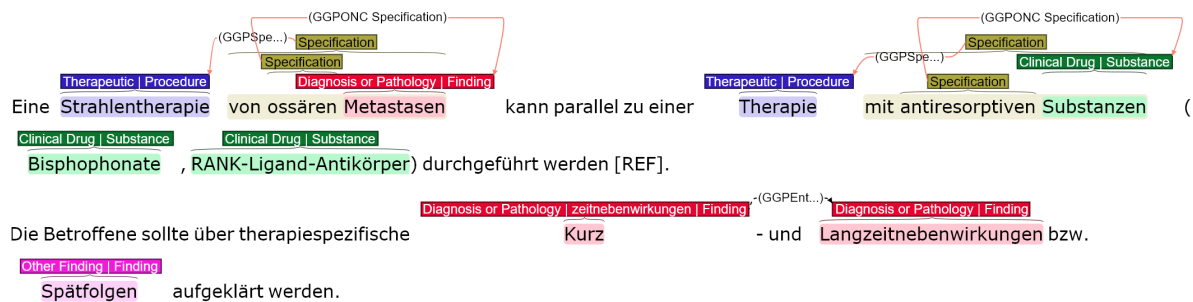 (GGPONC Specification) (GGPONC Specification)
(GGPSpe...) Specification Specification
Specification (GGPSpe...) Clinical Drug | Substance
Therapeutic | Procedure Diagnosis or Pathology | Finding Therapeutic | Procedure Specification
Eine Strahlentherapie von ossären Metastasen kann parallel zu einer Therapie mit antiresorptiven Substanzen (
Clinical Drug | Substance Clinical Drug | Substance
Bisphophonate , RANK-Ligand-Antikörper) durchgeführt werden [REF].
Diagnosis or Pathology | zeitnebenwirkungen | Finding (GGPEnt...) Diagnosis or Pathology | Finding
Die Betroffene sollte über therapiespezifische Kurz - und Langzeitnebenwirkungen bzw.
Other Finding | Finding
Spätfolgen aufgeklärt werden.